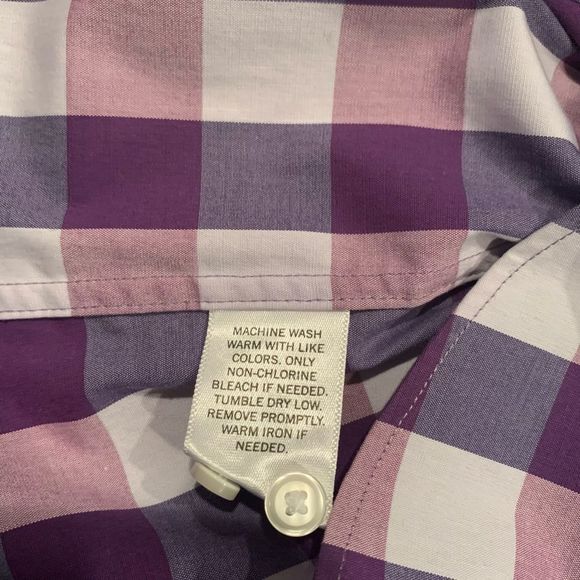 MACHINE WASH
WARM WITH LIKE
COLORS. ONLY
NON-CHLORINE
BLEACH IF NEEDED.
TUMBLE DRY LOW.
REMOVE PROMPTLY.
WARM IRON IF
NEEDED.